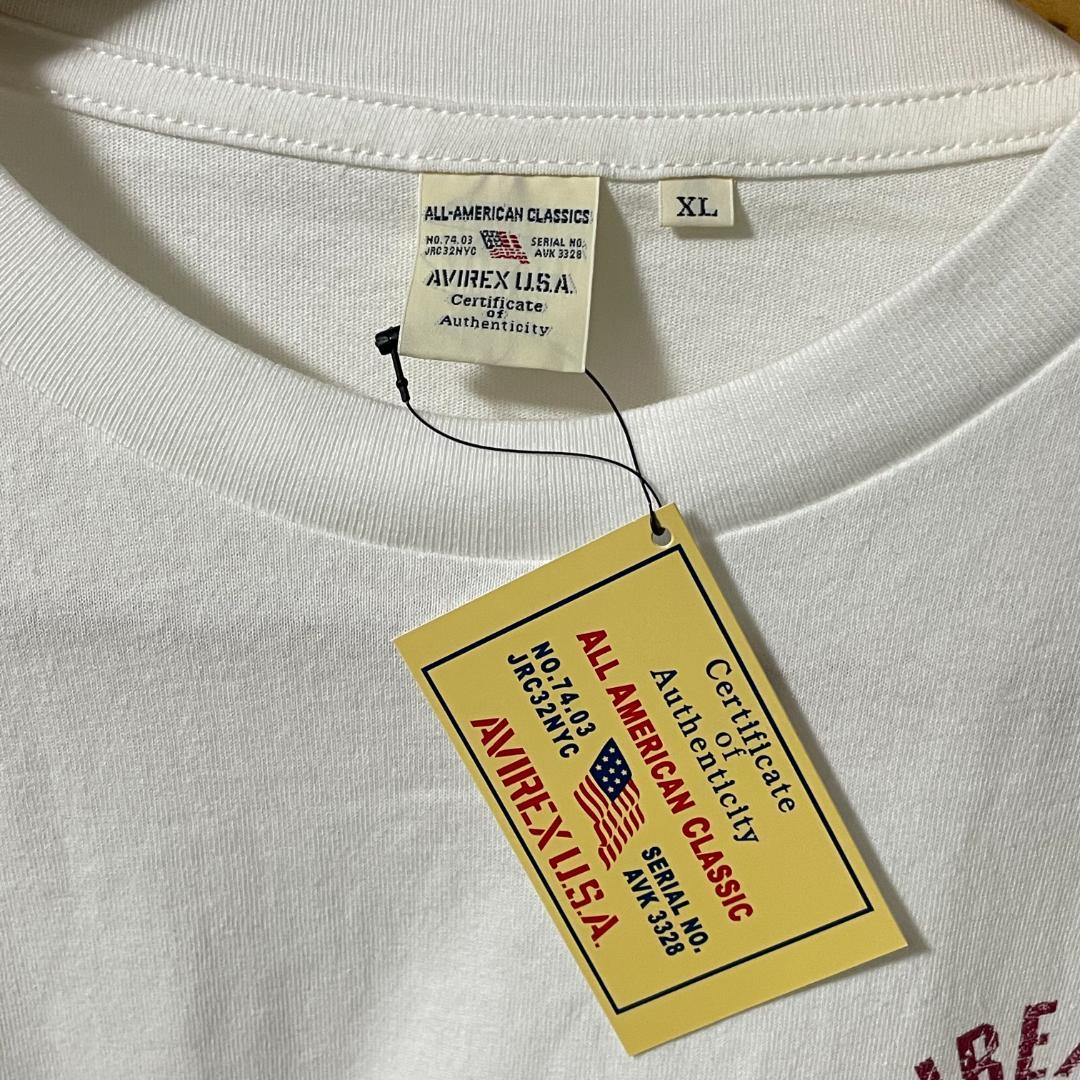 ALL-AMERICAN CLASSICS
NO.74.03
JRC32NYC
SERIAL NO.
AVK 3328
AVIREX U.S.A.
Certificate
of
Authenticity
XL
Certificate
of
Authenticity
ALL AMERICAN CLASSIC
NO.74.03
JRC32NYC
SERIAL NO.
AVK 3328
AVIREX U.S.A.